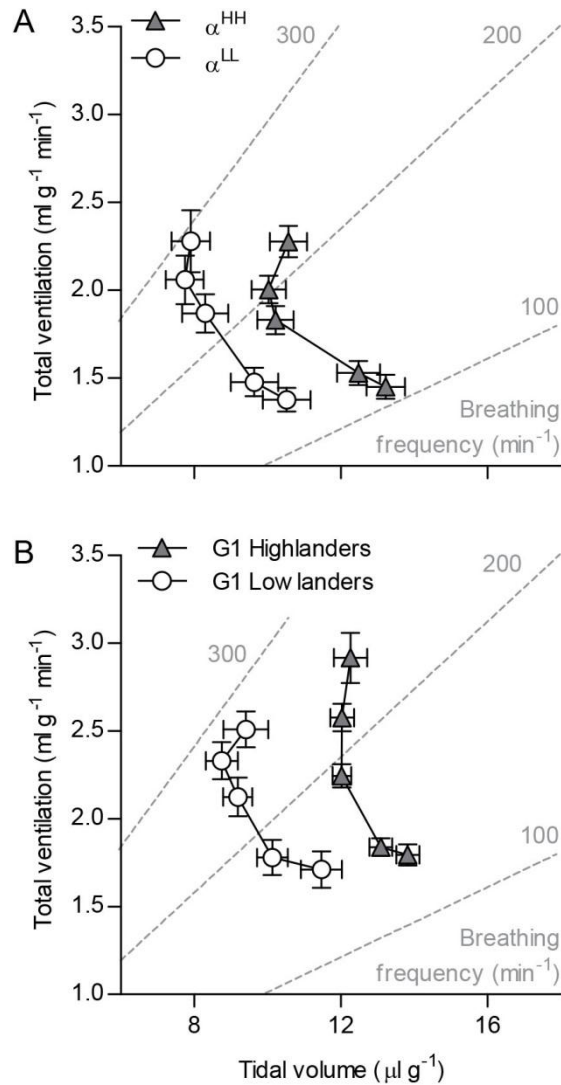 A
α^HH
α^LL
3.5
3.0
2.5
2.0
1.5
1.0
Total ventilation (ml g⁻¹ min⁻¹)
300
200
100
Breathing
frequency (min⁻¹)
B
G1 Highlanders
G1 Low landers
3.5
3.0
2.5
2.0
1.5
1.0
Total ventilation (ml g⁻¹ min⁻¹)
300
200
100
Breathing
frequency (min⁻¹)
8 12 16
Tidal volume (μl g⁻¹)